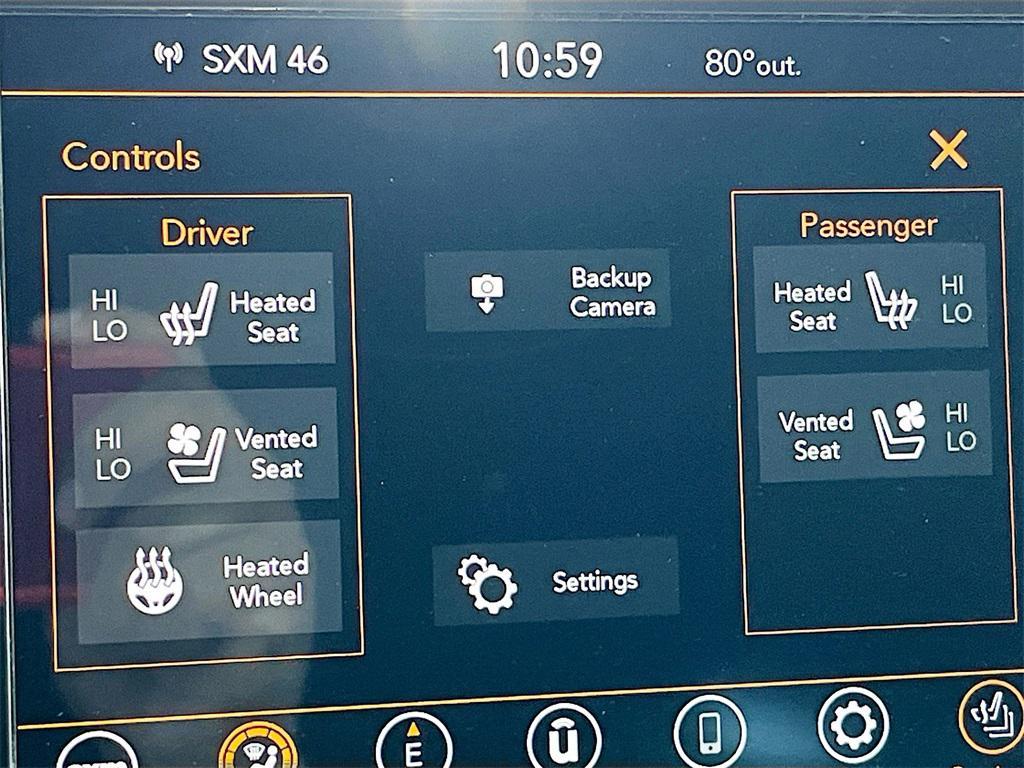 SXM 46
10:59
80°out.
Controls
Driver
Passenger
HI
LO
Heated
Seat
Backup
Camera
Heated
Seat
HI
LO
HI
LO
Vented
Seat
Vented
Seat
HI
LO
Heated
Wheel
Settings
E
u